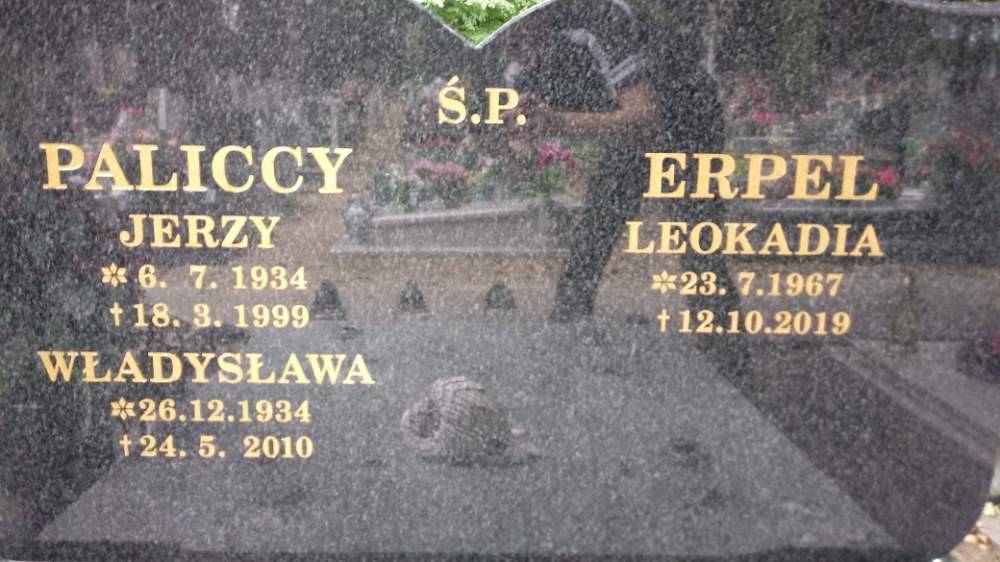 Ś.P.
PALICCY
JERZY
✲ 6. 7. 1934
† 18. 3. 1999
WŁADYSŁAWA
✲ 26.12.1934
† 24. 5. 2010
ERPEL
LEOKADIA
✲ 23. 7.1967
† 12.10.2019